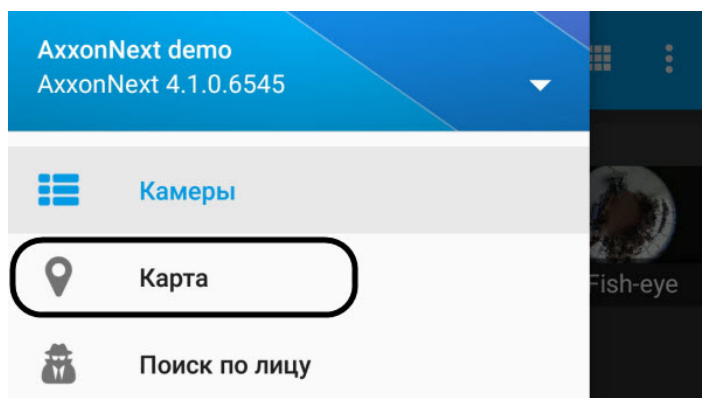 AxxonNext demo
AxxonNext 4.1.0.6545
Камеры
Карта
Fish-eye
Поиск по лицу